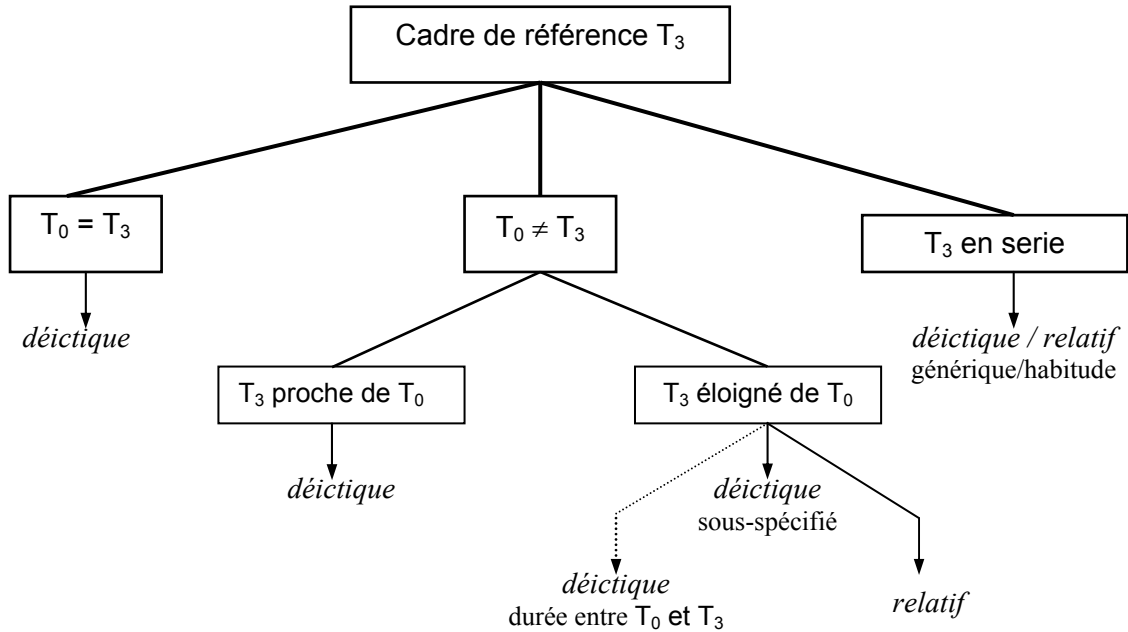 Cadre de référence T₃
T₀ = T₃
T₀ ≠ T₃
T₃ en serie
déictique
déictique / relatif
générique/habitude
T₃ proche de T₀
T₃ éloigné de T₀
déictique
déictique
sous-spécifié
déictique
durée entre T₀ et T₃
relatif